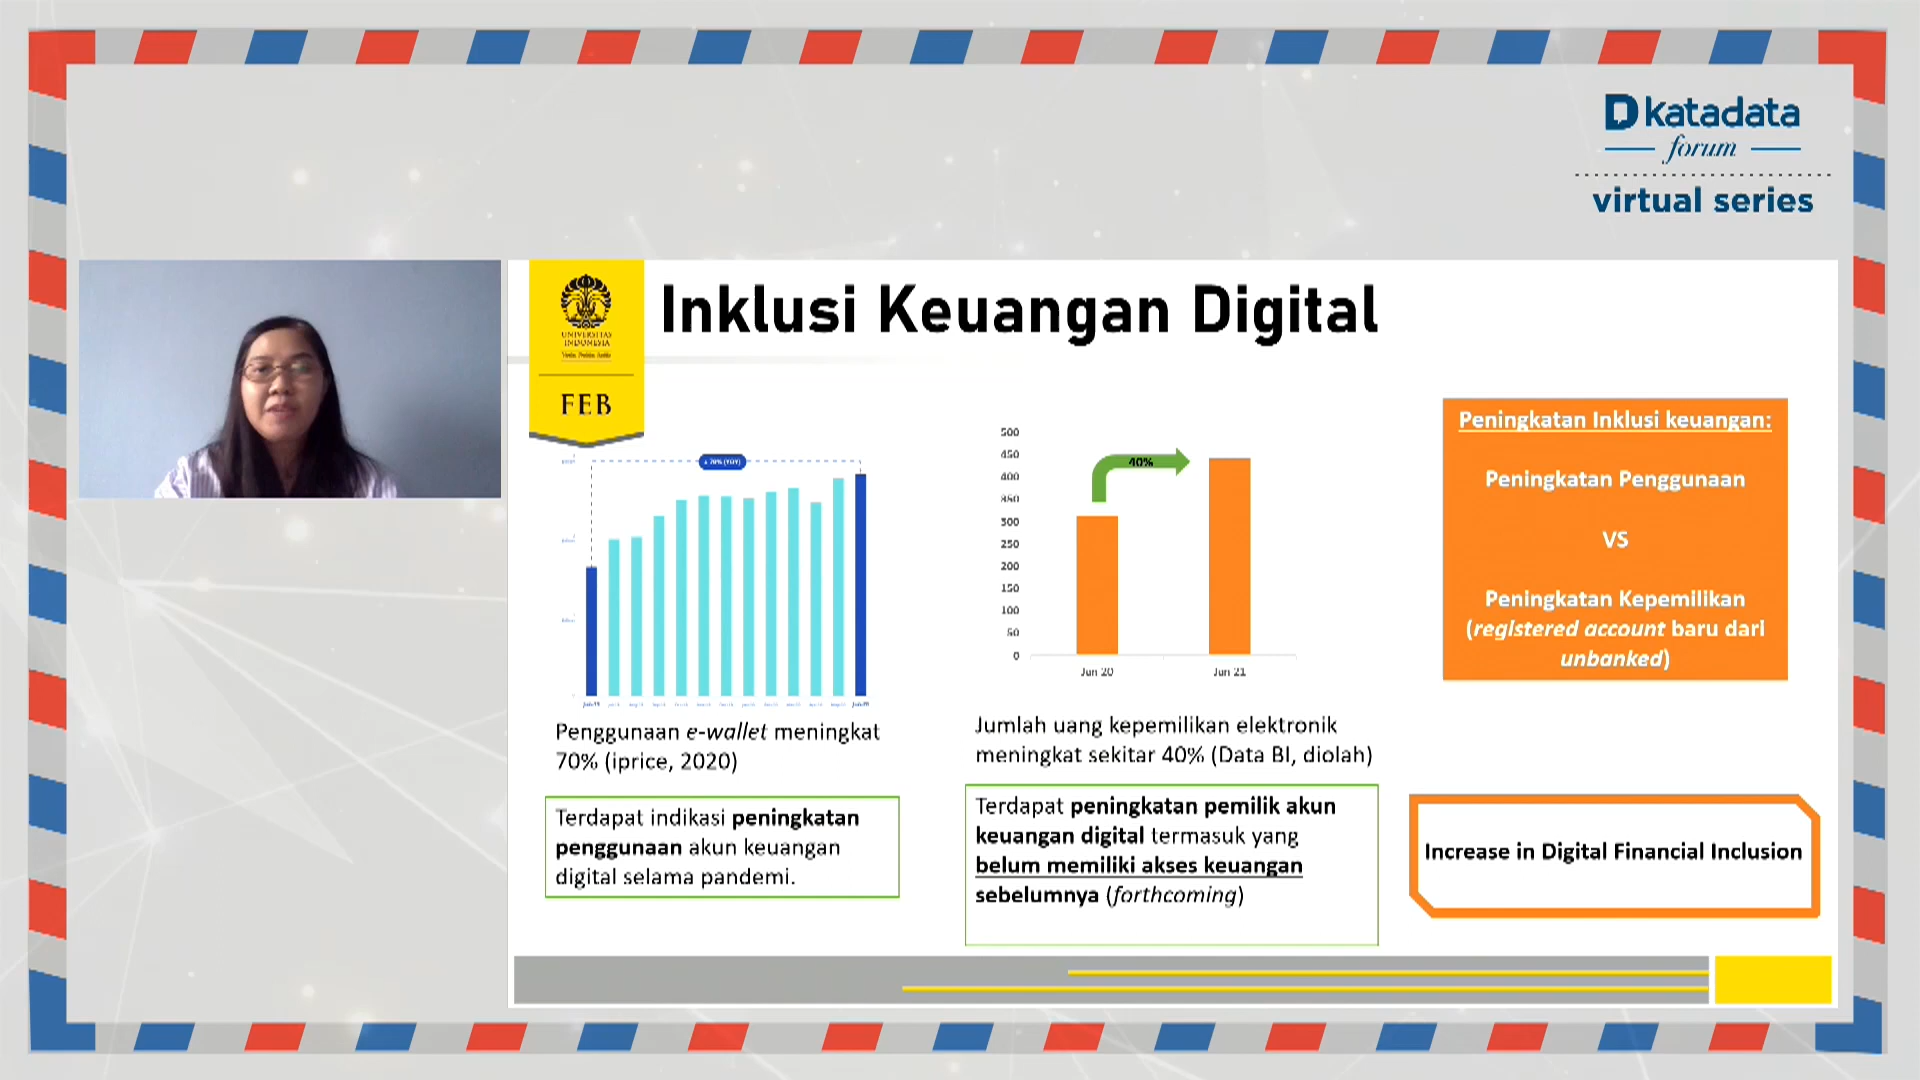 katadata
forum
virtual series
UNIVERSITAS
INDONESIA
FEB
Inklusi Keuangan Digital
70% (YOY)
Penggunaan e-wallet meningkat
70% (iprice, 2020)
Terdapat indikasi peningkatan
penggunaan akun keuangan
digital selama pandemi.
500
450
400
350
300
250
200
150
100
50
0
40%
Jun 20
Jun 21
Jumlah uang kepemilikan elektronik
meningkat sekitar 40% (Data BI, diolah)
Terdapat peningkatan pemilik akun
keuangan digital termasuk yang
belum memiliki akses keuangan
sebelumnya (forthcoming)
Peningkatan Inklusi keuangan:
Peningkatan Penggunaan
VS
Peningkatan Kepemilikan
(registered account baru dari
unbanked)
Increase in Digital Financial Inclusion